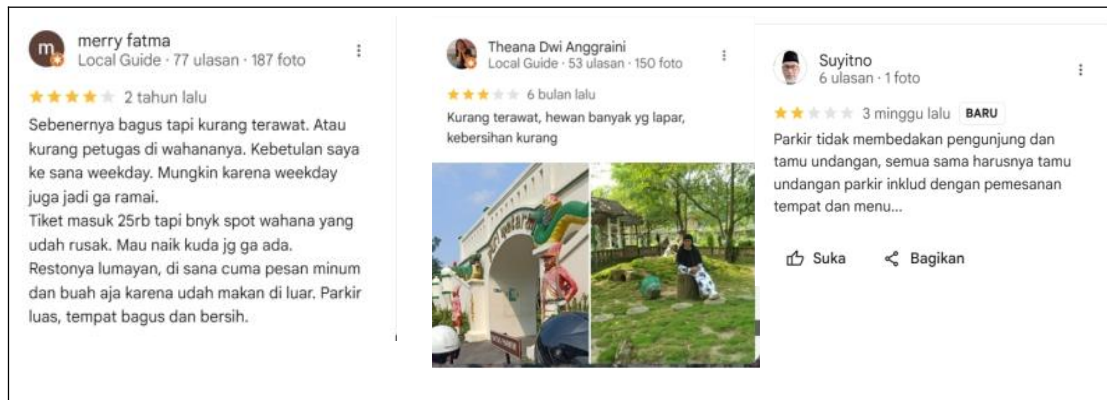 m
merry fatma
Local Guide · 77 ulasan · 187 foto
2 tahun lalu
Sebenernya bagus tapi kurang terawat. Atau
kurang petugas di wahananya. Kebetulan saya
ke sana weekday. Mungkin karena weekday
juga jadi ga ramai.
Tiket masuk 25rb tapi bnyk spot wahana yang
udah rusak. Mau naik kuda jg ga ada.
Restonya lumayan, di sana cuma pesan minum
dan buah aja karena udah makan di luar. Parkir
luas, tempat bagus dan bersih.
Theana Dwi Anggraini
Local Guide · 53 ulasan · 150 foto
6 bulan lalu
Kurang terawat, hewan banyak yg lapar,
kebersihan kurang
Suyitno
6 ulasan · 1 foto
3 minggu lalu BARU
Parkir tidak membedakan pengunjung dan
tamu undangan, semua sama harusnya tamu
undangan parkir inklud dengan pemesanan
tempat dan menu...
Suka Bagikan